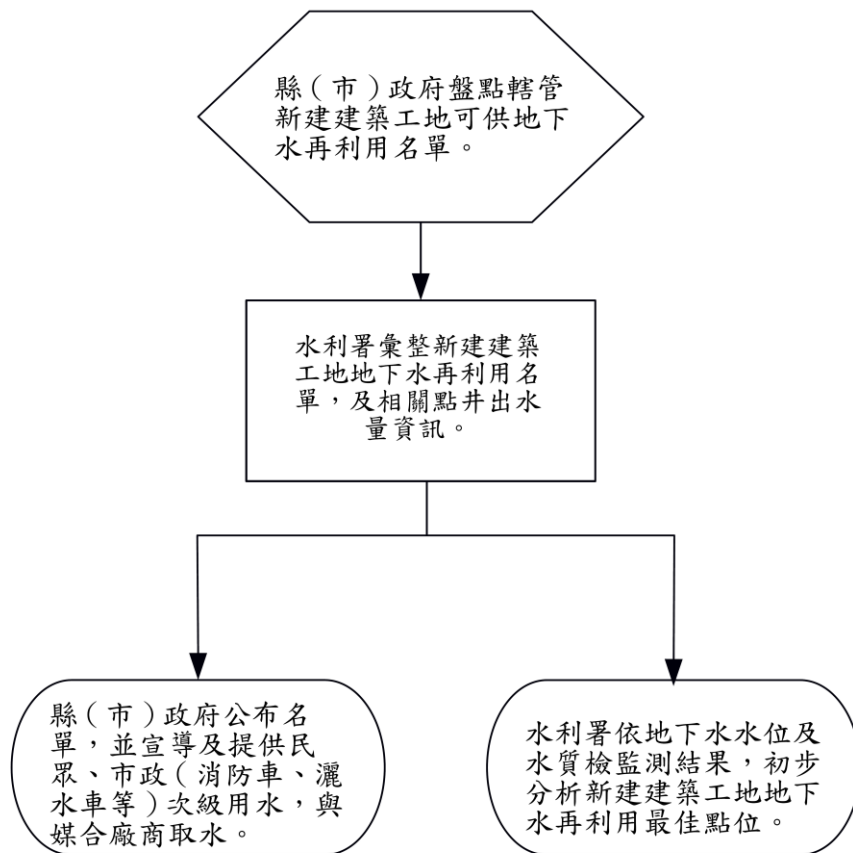 縣（市）政府盤點轄管
新建建築工地可供地下
水再利用名單。
水利署彙整新建建築
工地地下水再利用名
單，及相關點井出水
量資訊。
縣（市）政府公布名
單，並宣導及提供民
眾、市政（消防車、灑
水車等）次級用水，與
媒合廠商取水。
水利署依地下水水位及
水質檢監測結果，初步
分析新建建築工地地下
水再利用最佳點位。